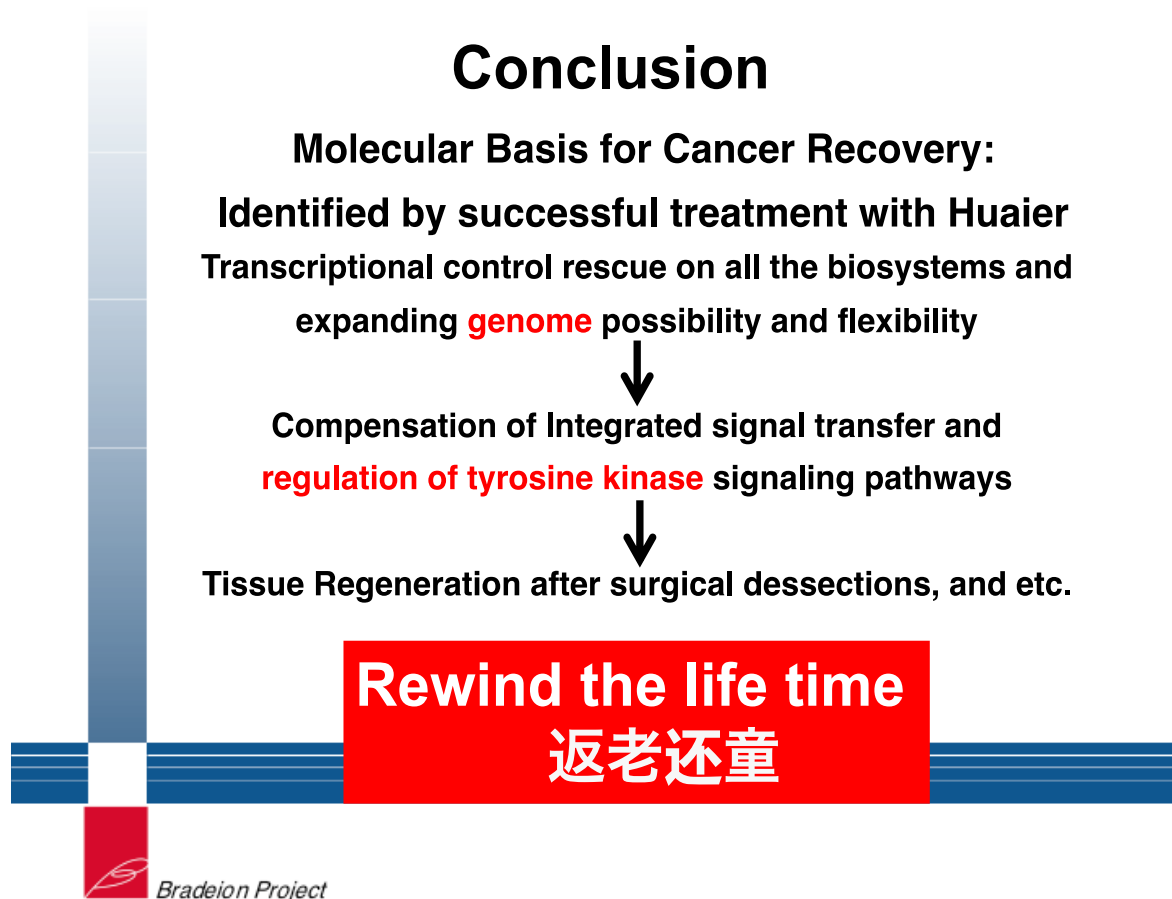 Conclusion
Molecular Basis for Cancer Recovery:
Identified by successful treatment with Huaier
Transcriptional control rescue on all the biosystems and
expanding genome possibility and flexibility
Compensation of Integrated signal transfer and
regulation of tyrosine kinase signaling pathways
Tissue Regeneration after surgical dessections, and etc.
Rewind the life time
返老还童
Bradeion Project